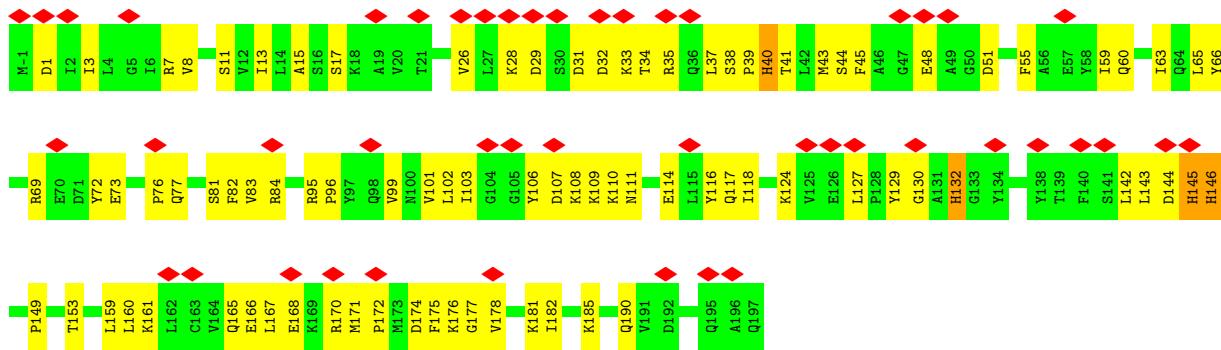 M-1 D1 I2 I3 L4 G5 I6 R7 V8 S11 V12 I13 L14 A15 S16 S17 K18 A19 V20 T21 V26 L27 K28 D29 S30 D31 D32 K33 T34 R35 Q36 L37 S38 P39 H40 T41 L42 M43 S44 F45 A46 G47 E48 A49 G50 D51 F55 A56 E57 Y58 I59 Q60 I63 Q64 L65 Y66
R69 E70 D71 Y72 E73 P76 Q77 S81 F82 V83 R84 R95 P96 Y97 Q98 V99 N100 V101 L102 I103 G104 G105 Y106 D107 K108 K109 K110 N111 E114 L115 Y116 Q117 I118 K124 V125 E126 L127 P128 Y129 G130 A131 H132 G133 Y134 Y138 T139 F140 S141 L142 L143 D144 H145 H146
P149 T153 L159 L160 K161 L162 C163 V164 Q165 E166 L167 E168 K169 R170 M171 P172 M173 D174 F175 K176 G177 V178 K181 I182 K185 Q190 V191 D192 Q195 A196 Q197